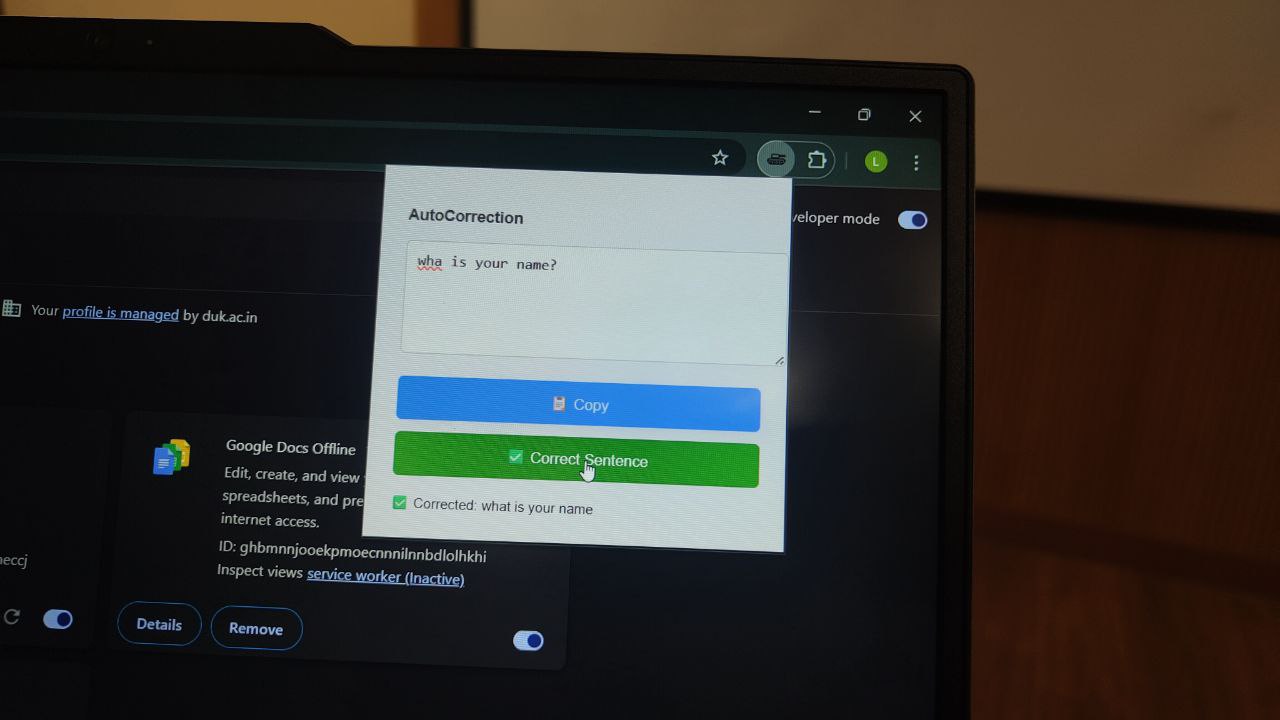 L
veloper mode
AutoCorrection
wha is your name?
Your profile is managed by duk.ac.in
Copy
Correct Sentence
Corrected: what is your name
Google Docs Offline
Edit, create, and view
spreadsheets, and pre
internet access.
ID: ghbmnnjooekpmoecnnnilnnbdlolhkhi
Inspect views service worker (Inactive)
eccj
Details
Remove